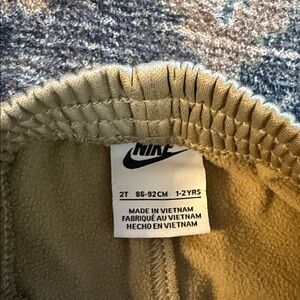 NIKE
2T 86-92CM 1-2YRS
MADE IN VIETNAM
FABRIQUÉ AU VIETNAM
HECHO EN VIETNAM